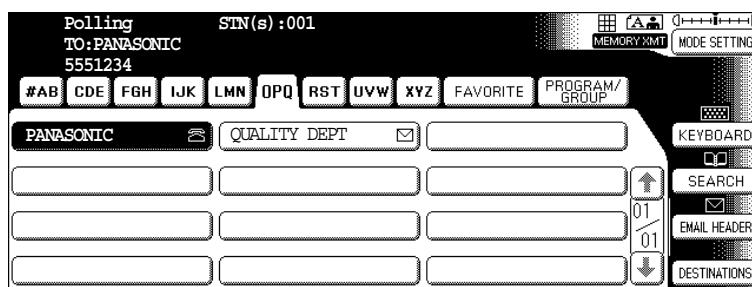 Polling STN(s):001
TO:PANASONIC
5551234
MEMORY XMT
MODE SETTING
#AB CDE FGH IJK LMN OPQ RST UVW XYZ FAVORITE PROGRAM/
GROUP
PANASONIC QUALITY DEPT
KEYBOARD
SEARCH
01
01
EMAIL HEADER
DESTINATIONS